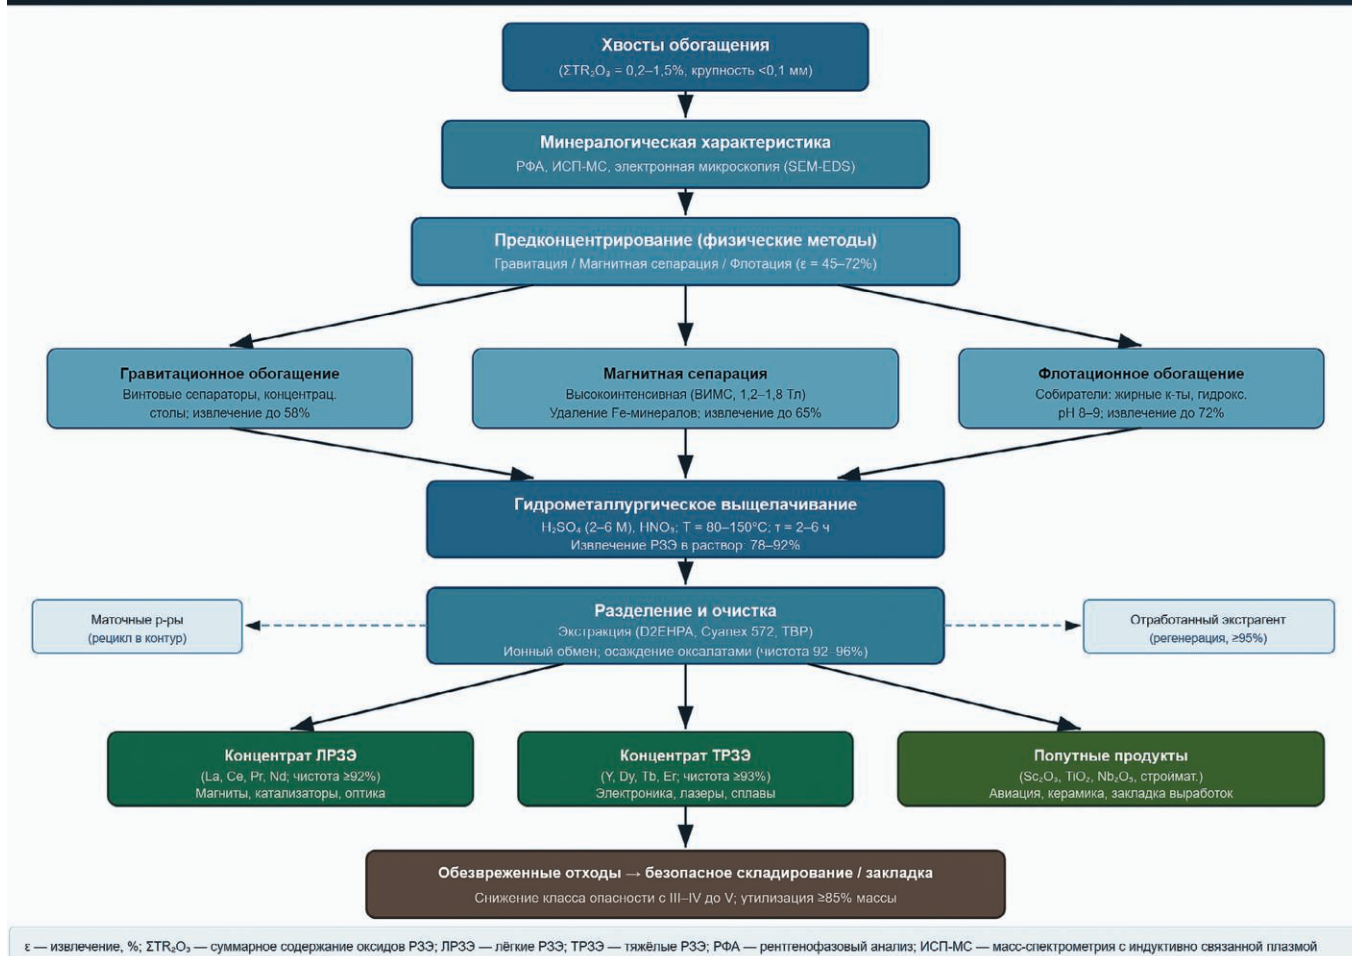 Хвосты обогащения
(ΣTR₂O₃ = 0,2–1,5%, крупность <0,1 мм)
Минералогическая характеристика
РФА, ИСП-МС, электронная микроскопия (SEM-EDS)
Предконцентрирование (физические методы)
Гравитация / Магнитная сепарация / Флотация (ε = 45–72%)
Гравитационное обогащение
Винтовые сепараторы, концентрац.
столы; извлечение до 58%
Магнитная сепарация
Высокоинтенсивная (ВИМС, 1,2–1,8 Тл)
Удаление Fe-минералов; извлечение до 65%
Флотационное обогащение
Собиратели: жирные к-ты, гидрокс.
pH 8–9; извлечение до 72%
Гидрометаллургическое выщелачивание
H₂SO₄ (2–6 М), HNO₃; T = 80–150°C; τ = 2–6 ч
Извлечение РЗЭ в раствор: 78–92%
Разделение и очистка
Экстракция (D2EHPA, Cyanex 572, TBP)
Ионный обмен; осаждение оксалатами (чистота 92–96%)
Маточные р-ры
(рецикл в контур)
Отработанный экстрагент
(регенерация, ≥95%)
Концентрат ЛРЗЭ
(La, Ce, Pr, Nd; чистота ≥92%)
Магниты, катализаторы, оптика
Концентрат ТРЗЭ
(Y, Dy, Tb, Er; чистота ≥93%)
Электроника, лазеры, сплавы
Попутные продукты
(Sc₂O₃, TiO₂, Nb₂O₅, строймат.)
Авиация, керамика, закладка выработок
Обезвреженные отходы → безопасное складирование / закладка
Снижение класса опасности с III–IV до V; утилизация ≥85% массы
ε — извлечение, %; ΣTR₂O₃ — суммарное содержание оксидов РЗЭ; ЛРЗЭ — лёгкие РЗЭ; ТРЗЭ — тяжёлые РЗЭ; РФА — рентгенофазовый анализ; ИСП-МС — масс-спектрометрия с индуктивно связанной плазмой